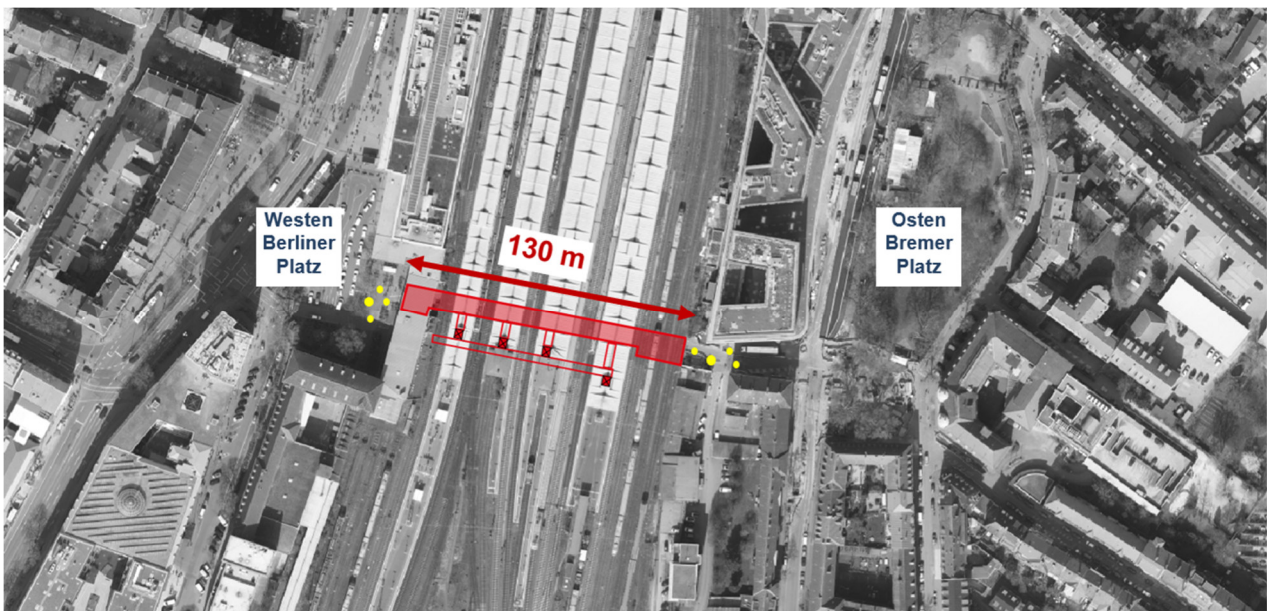 Westen
Berliner
Platz
130 m
Osten
Bremer
Platz